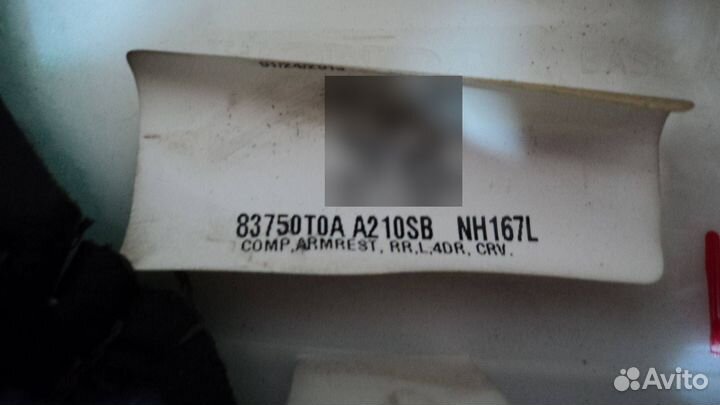 83750T0A A210SB NH167L
COMP,ARMREST, RR,L,4DR, CRV.
Avito